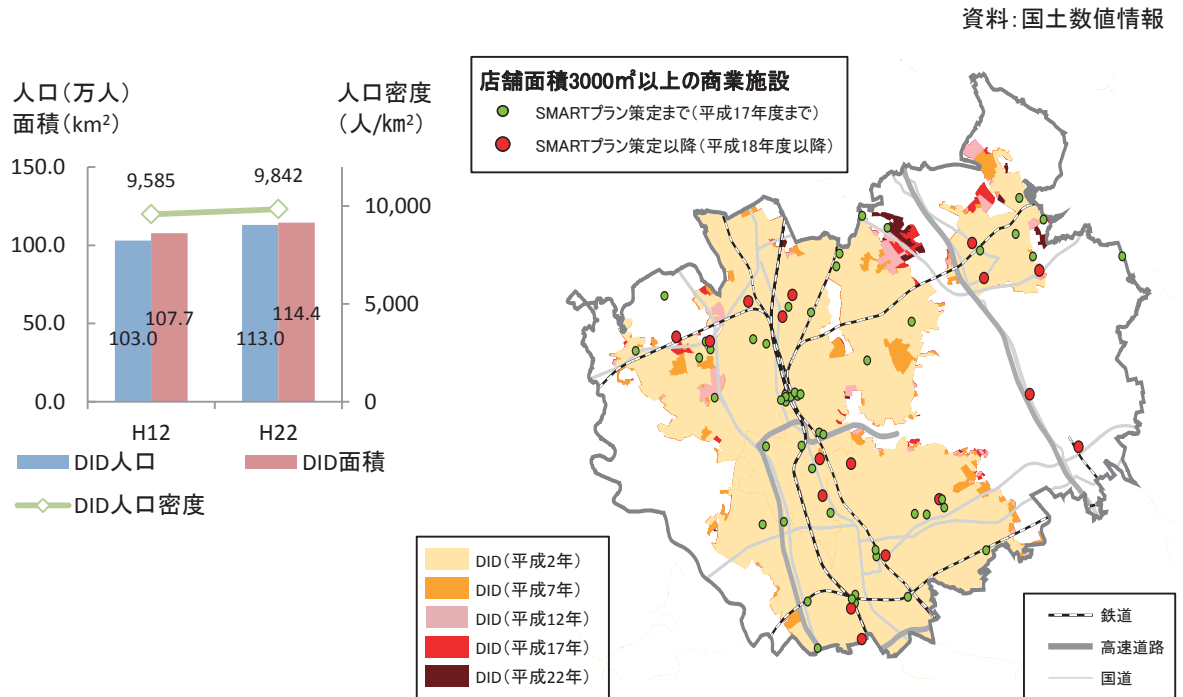 資料:国土数値情報
人口(万人)
面積(km²)
人口密度
(人/km²)
150.0
100.0
50.0
0.0
10,000
5,000
0
9,585
9,842
103.0
107.7
113.0
114.4
H12
H22
DID人口
DID面積
DID人口密度
店舗面積3000㎡以上の商業施設
SMARTプラン策定まで(平成17年度まで)
SMARTプラン策定以降(平成18年度以降)
DID(平成2年)
DID(平成7年)
DID(平成12年)
DID(平成17年)
DID(平成22年)
鉄道
高速道路
国道